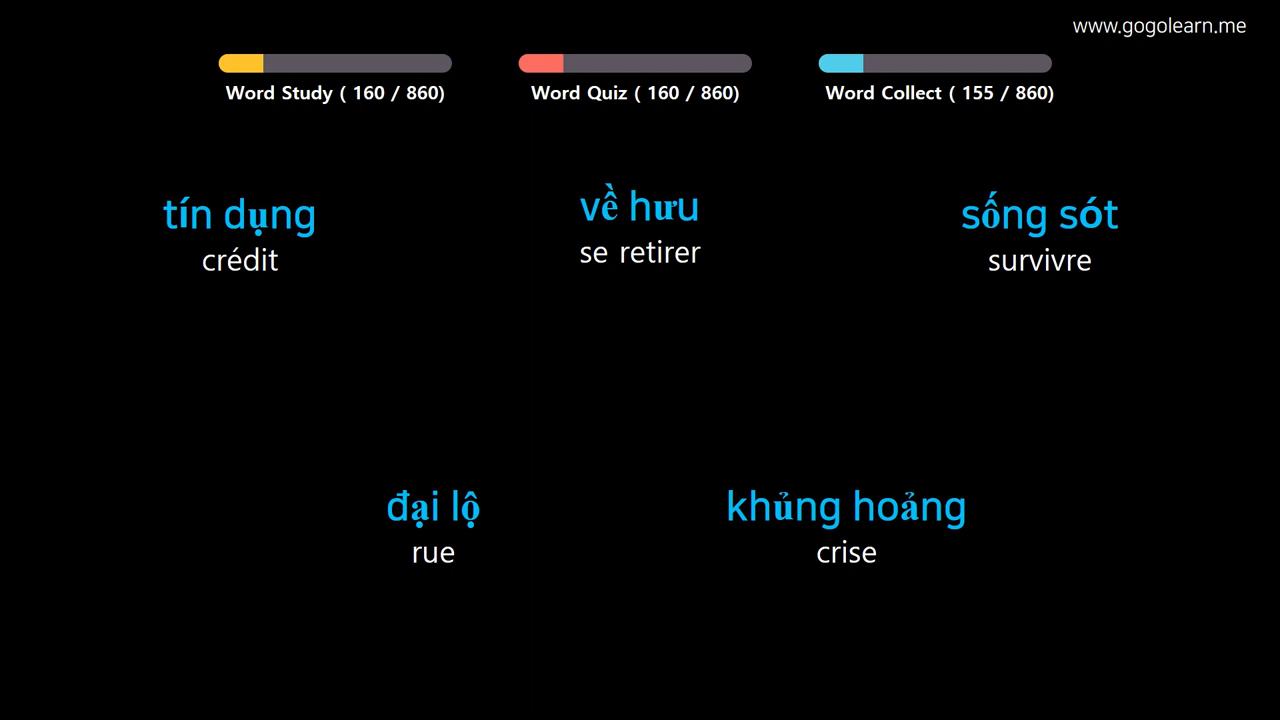 www.gogolearn.me
Word Study ( 160 / 860)
Word Quiz ( 160 / 860)
Word Collect ( 155 / 860)
tín dụng
crédit
về hưu
se retirer
sống sót
survivre
đại lộ
rue
khủng hoảng
crise